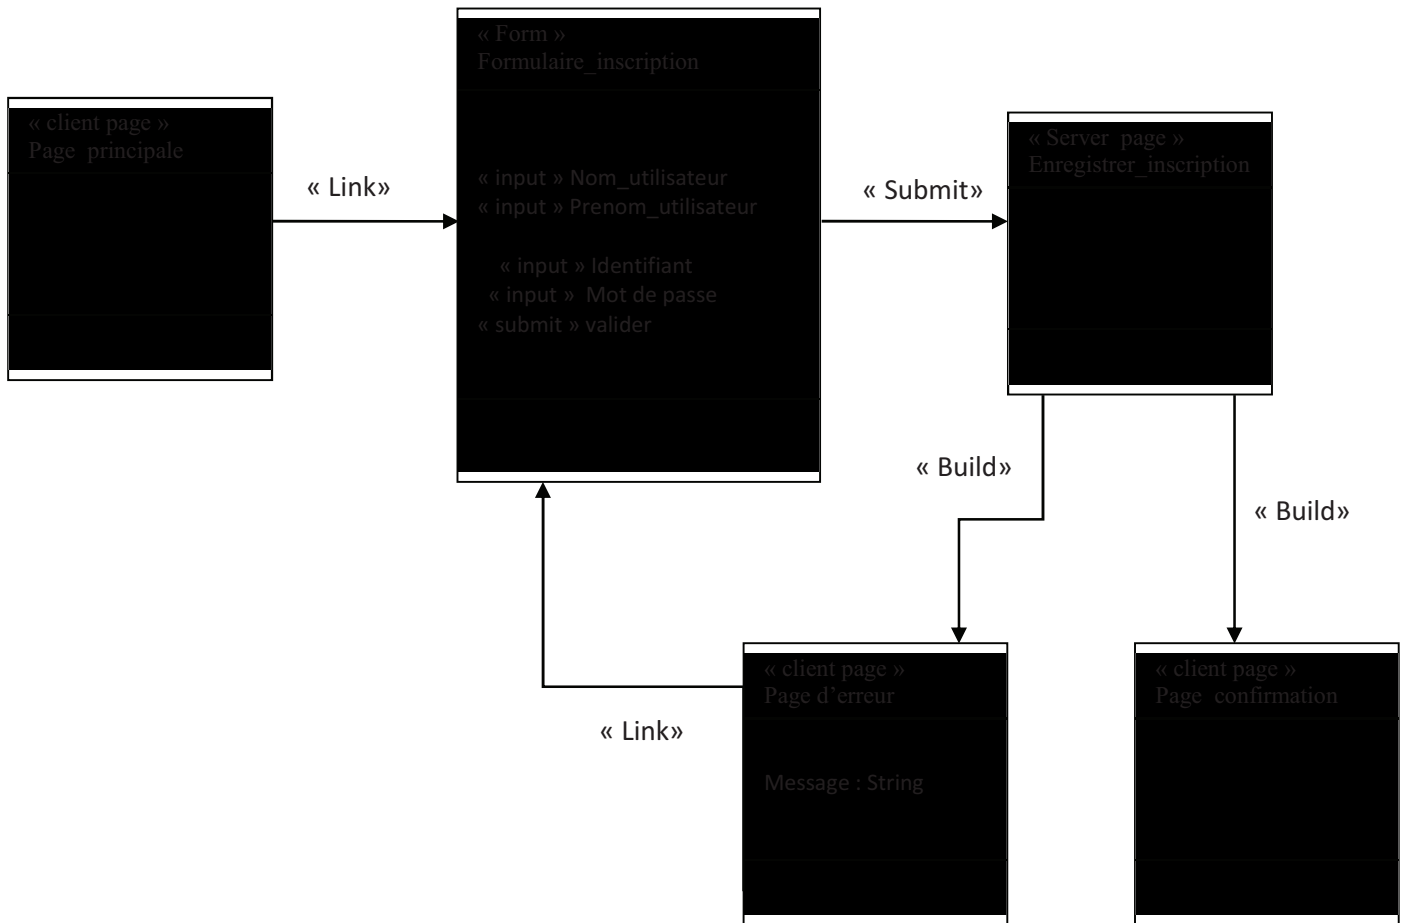 « Form »
Formulaire_inscription
« client page »
Page principale
« Server page »
Enregistrer_inscription
« Link»
« input » Nom_utilisateur
« input » Prenom_utilisateur
« Submit»
« input » Identifiant
« input » Mot de passe
« submit » valider
« Build»
« Build»
« client page »
Page d’erreur
« client page »
Page confirmation
« Link»
Message : String